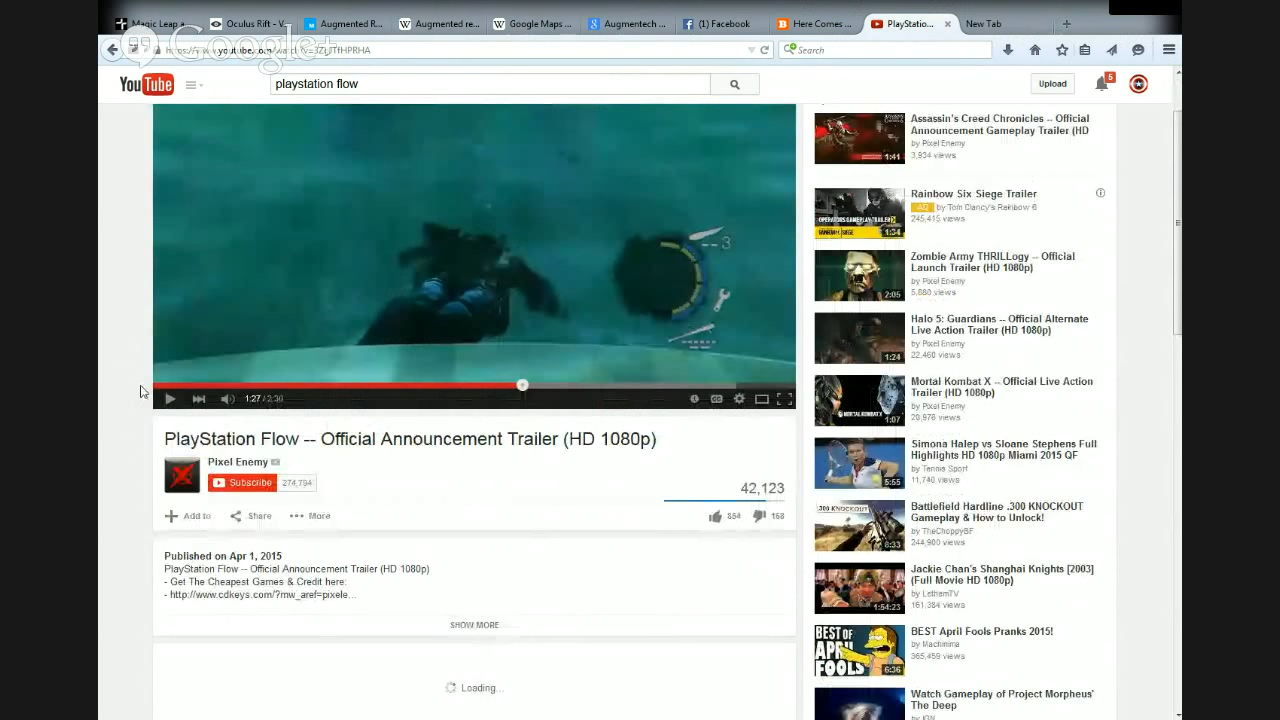 Magic Leap a...
Oculus Rift - V...
Augmented R...
Augmented re...
Google Maps ...
Augmentech ...
(1) Facebook
Here Comes ...
PlayStatio...
New Tab
Google+
Search
YouTube
playstation flow
Upload
5
3
1:27 / 2:30
PlayStation Flow -- Official Announcement Trailer (HD 1080p)
Pixel Enemy
Subscribe
274,794
42,123
Add to
Share
More
854
168
Published on Apr 1, 2015
PlayStation Flow -- Official Announcement Trailer (HD 1080p)
- Get The Cheapest Games & Credit here:
- http://www.cdkeys.com/?mw_aref=pixele...
SHOW MORE
Loading...
Assassin's Creed Chronicles -- Official
Announcement Gameplay Trailer (HD
by Pixel Enemy
3,934 views
1:41
Rainbow Six Siege Trailer
AD by Tom Clancy's Rainbow 6
245,415 views
1:34
Zombie Army THRILLogy -- Official
Launch Trailer (HD 1080p)
by Pixel Enemy
5,880 views
2:05
Halo 5: Guardians -- Official Alternate
Live Action Trailer (HD 1080p)
by Pixel Enemy
22,460 views
1:24
Mortal Kombat X -- Official Live Action
Trailer (HD 1080p)
by Pixel Enemy
20,976 views
MORTAL KOMBAT X
1:07
Simona Halep vs Sloane Stephens Full
Highlights HD 1080p Miami 2015 QF
by Tennis Sport
11,740 views
5:55
Battlefield Hardline .300 KNOCKOUT
Gameplay & How to Unlock!
by TheChoppyBF
244,900 views
.300 KNOCKOUT
8:33
Jackie Chan's Shanghai Knights [2003]
(Full Movie HD 1080p)
by LethamTV
161,384 views
1:54:23
BEST April Fools Pranks 2015!
by Machinima
365,459 views
BEST OF
APRIL
FOOLS
6:36
Watch Gameplay of Project Morpheus'
The Deep
by IGN